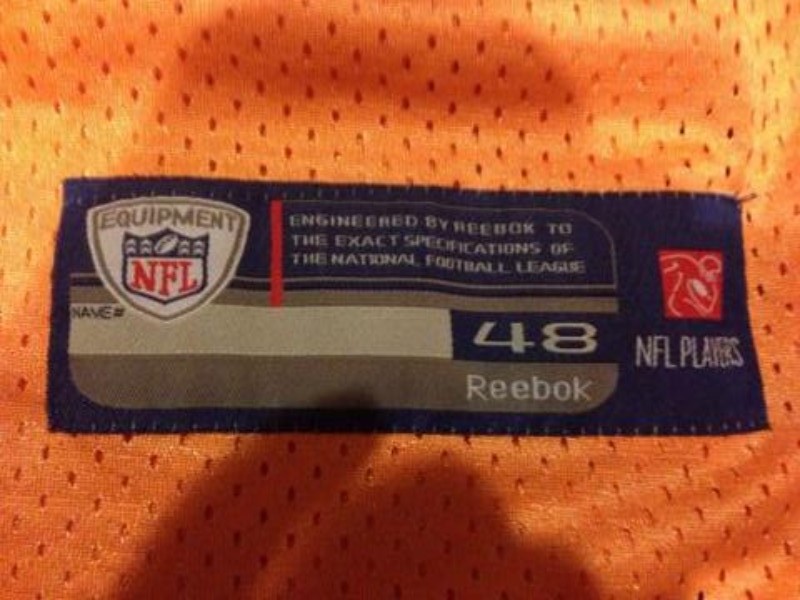 EQUIPMENT
NFL
ENGINEERED BY REEBOK TO
THE EXACT SPECIFICATIONS OF
THE NATIONAL FOOTBALL LEAGUE
NAME#
48
Reebok
NFL PLAYERS